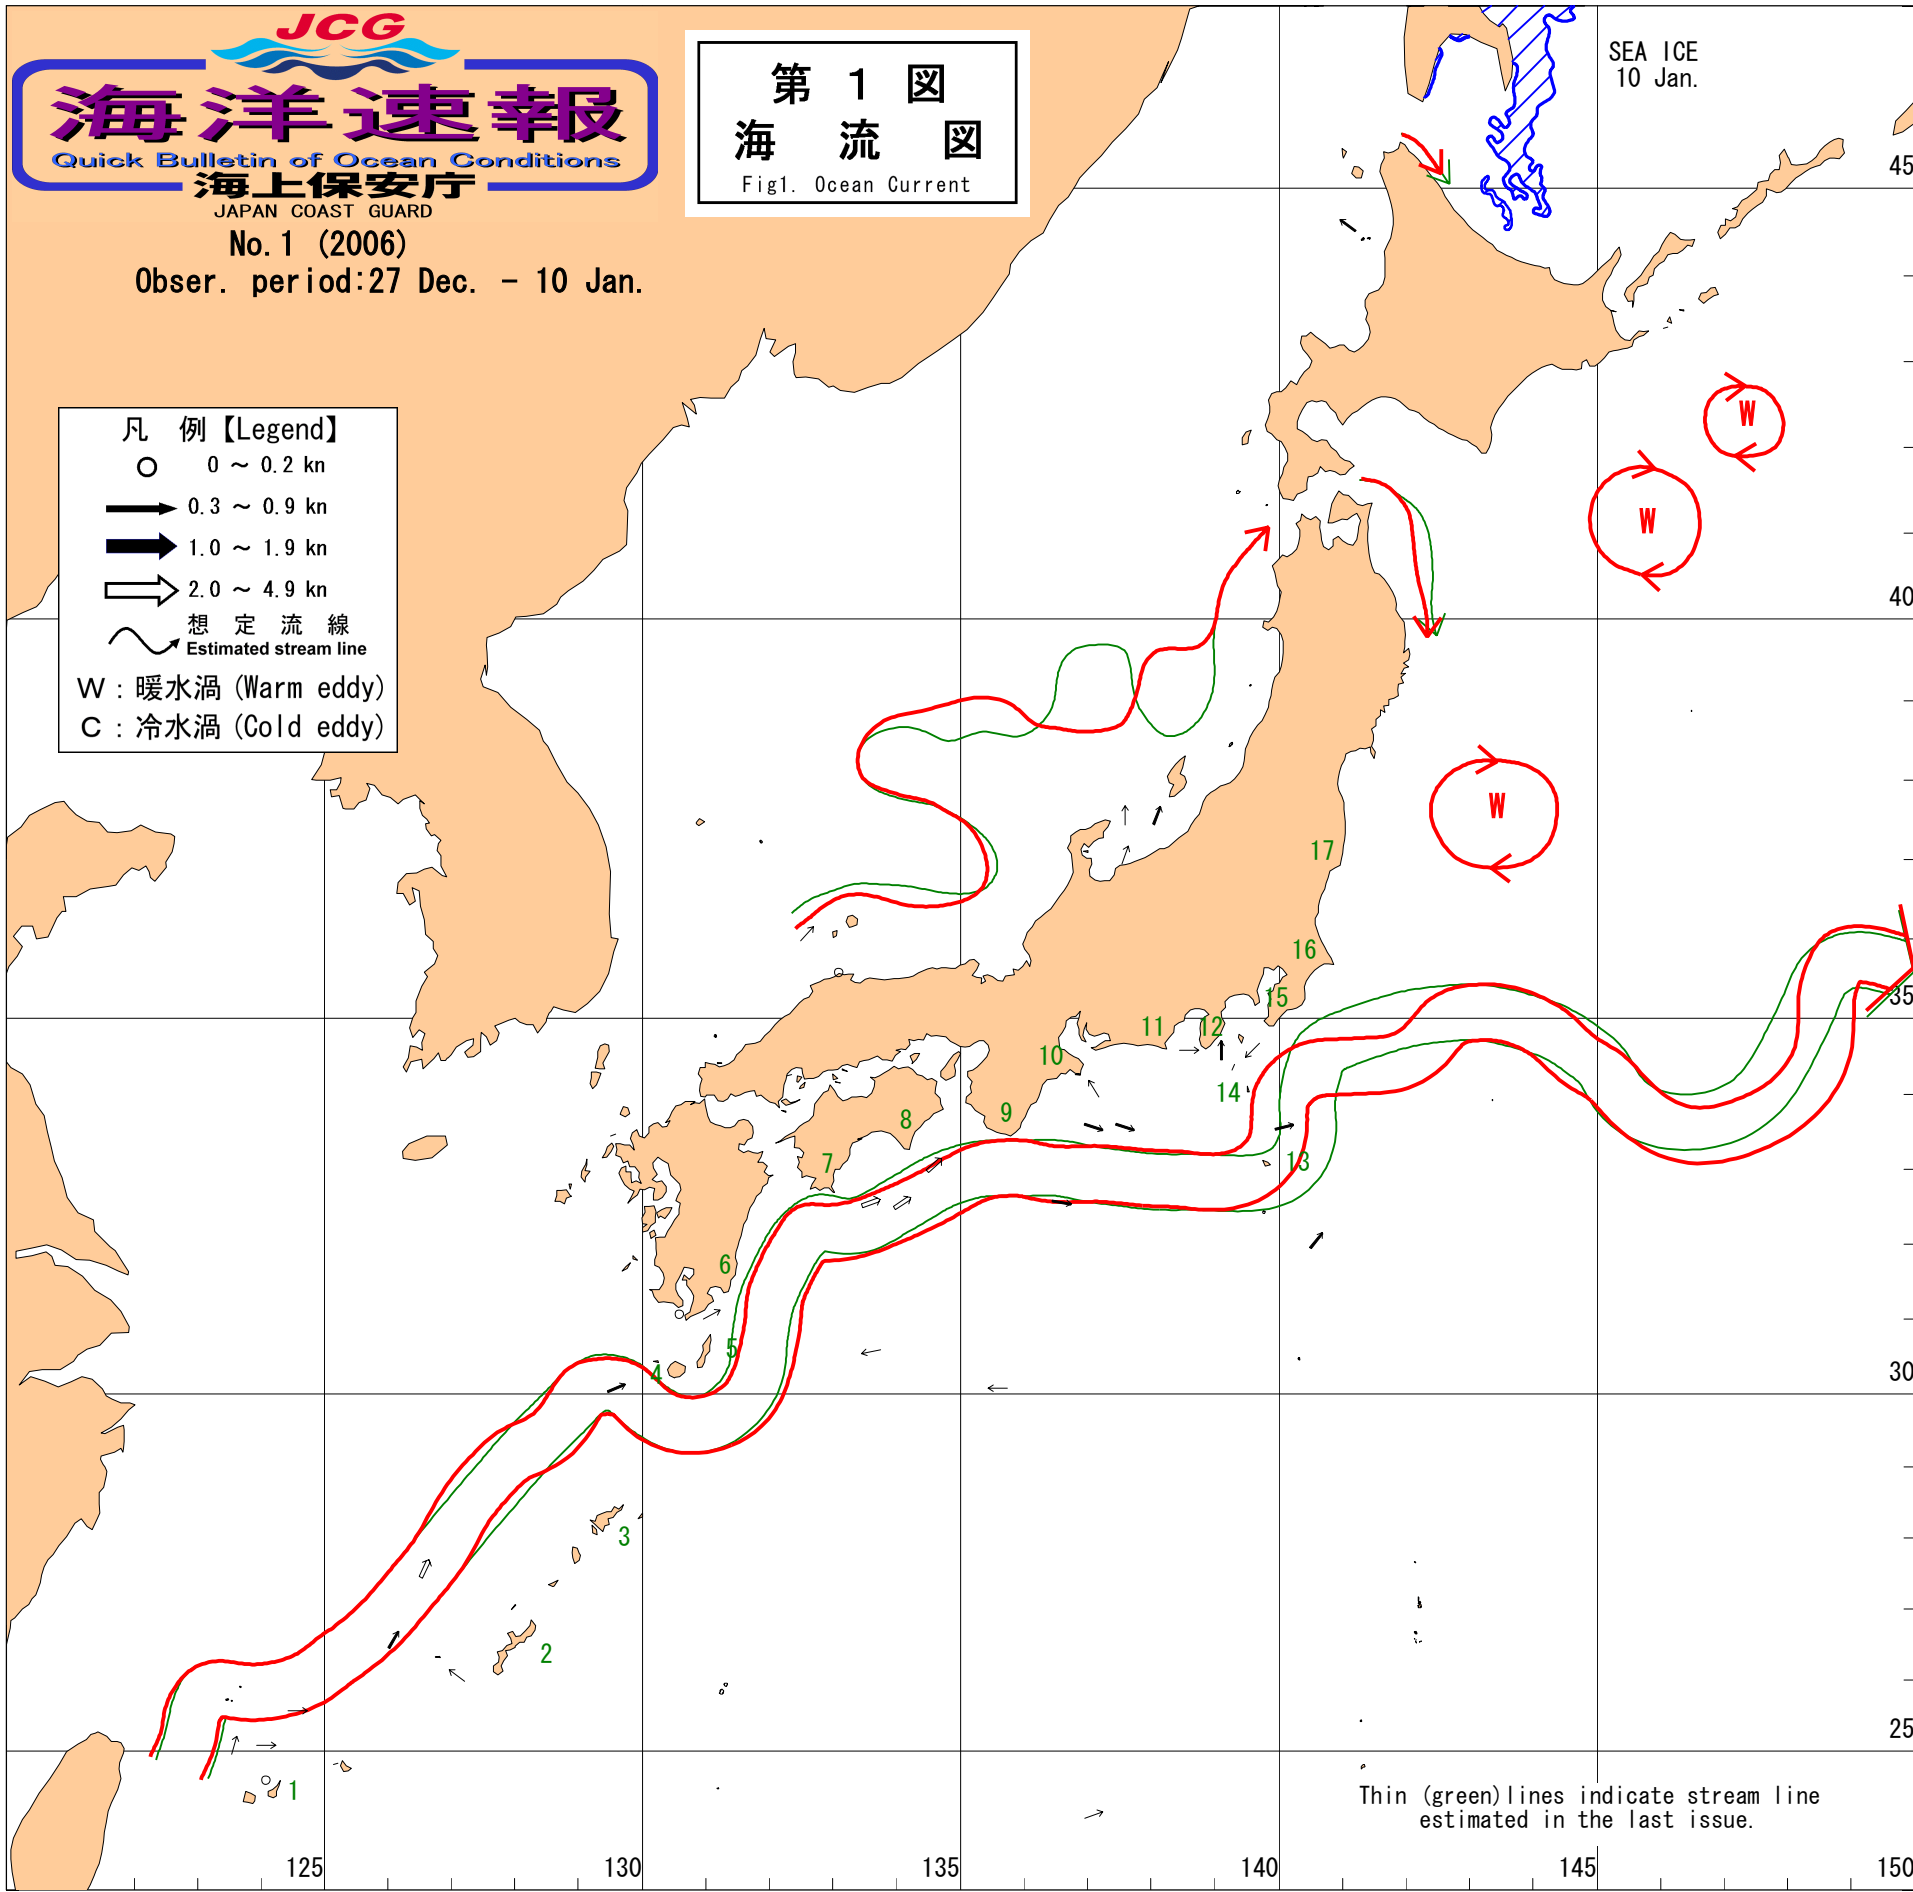 JCG
海洋速報
Quick Bulletin of Ocean Conditions
海上保安庁
JAPAN COAST GUARD
No.1 (2006)
Obser. period:27 Dec. - 10 Jan.
第 1 図
海 流 図
Fig1. Ocean Current
SEA ICE
10 Jan.
凡 例【Legend】
0 ～ 0.2 kn
0.3 ～ 0.9 kn
1.0 ～ 1.9 kn
2.0 ～ 4.9 kn
想 定 流 線
Estimated stream line
W : 暖水渦 (Warm eddy)
C : 冷水渦 (Cold eddy)
45
W
W
40
W
17
16
15
35
12
11
10
14
9
8
7
13
6
5
4
30
3
2
25
1
Thin (green)lines indicate stream line
estimated in the last issue.
125
130
135
140
145
150